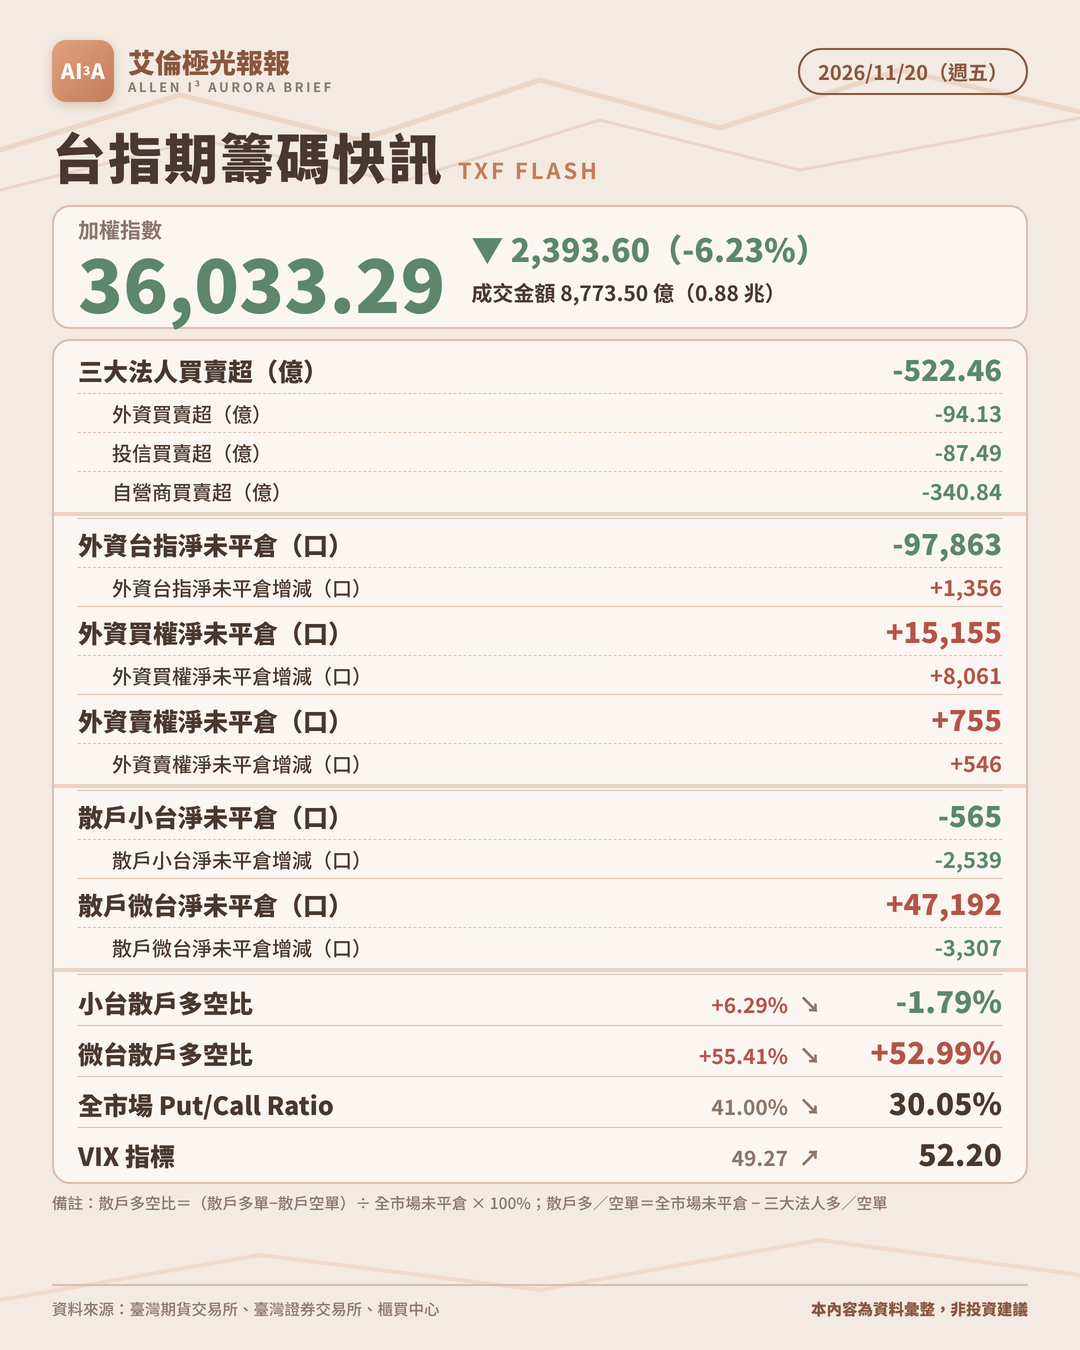 AI³A
艾倫極光報報
ALLEN I³ AURORA BRIEF
2026/11/20（週五）
台指期籌碼快訊 TXF FLASH
加權指數
36,033.29
▼ 2,393.60（-6.23%）
成交金額 8,773.50 億（0.88 兆）
三大法人買賣超（億） -522.46
外資買賣超（億） -94.13
投信買賣超（億） -87.49
自營商買賣超（億） -340.84
外資台指淨未平倉（口） -97,863
外資台指淨未平倉增減（口） +1,356
外資買權淨未平倉（口） +15,155
外資買權淨未平倉增減（口） +8,061
外資賣權淨未平倉（口） +755
外資賣權淨未平倉增減（口） +546
散戶小台淨未平倉（口） -565
散戶小台淨未平倉增減（口） -2,539
散戶微台淨未平倉（口） +47,192
散戶微台淨未平倉增減（口） -3,307
小台散戶多空比 +6.29% ↘ -1.79%
微台散戶多空比 +55.41% ↘ +52.99%
全市場 Put/Call Ratio 41.00% ↘ 30.05%
VIX 指標 49.27 ↗ 52.20
備註：散戶多空比＝（散戶多單−散戶空單）÷ 全市場未平倉 × 100%；散戶多／空單＝全市場未平倉 − 三大法人多／空單
資料來源：臺灣期貨交易所、臺灣證券交易所、櫃買中心
本內容為資料彙整，非投資建議